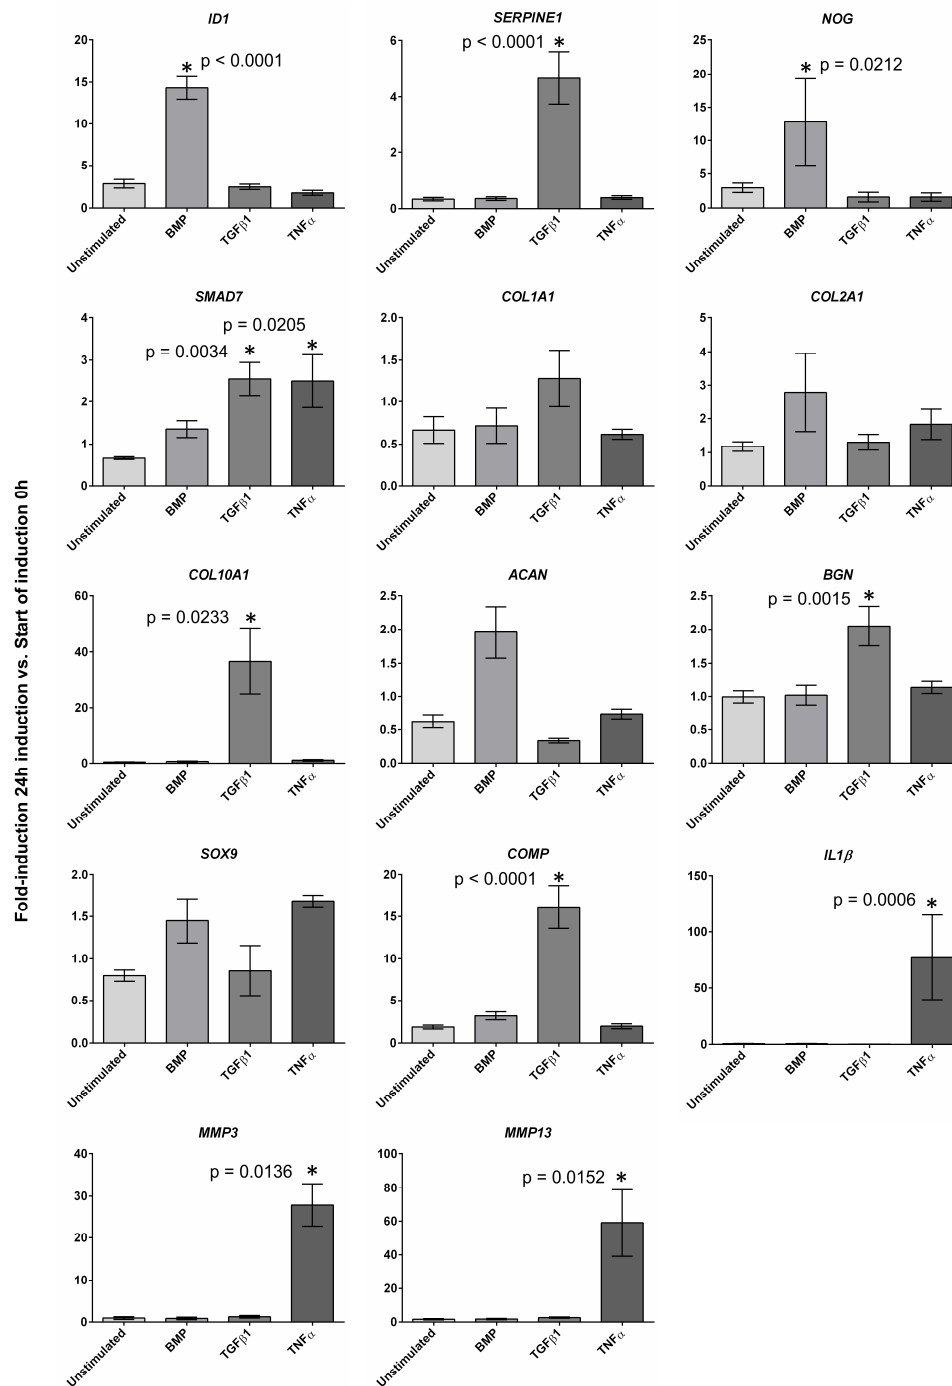 Fold-induction 24h induction vs. Start of induction 0h
ID1
20
15
10
5
0
* p < 0.0001
Unstimulated BMP TGFβ1 TNFα
SERPINE1
6
4
2
0
p < 0.0001 *
Unstimulated BMP TGFβ1 TNFα
NOG
25
20
15
10
5
0
* p = 0.0212
Unstimulated BMP TGFβ1 TNFα
SMAD7
4
3
2
1
0
p = 0.0205
p = 0.0034 * *
Unstimulated BMP TGFβ1 TNFα
COL1A1
2.0
1.5
1.0
0.5
0.0
Unstimulated BMP TGFβ1 TNFα
COL2A1
5
4
3
2
1
0
Unstimulated BMP TGFβ1 TNFα
COL10A1
60
40
20
0
p = 0.0233 *
Unstimulated BMP TGFβ1 TNFα
ACAN
2.5
2.0
1.5
1.0
0.5
0.0
Unstimulated BMP TGFβ1 TNFα
BGN
2.5
2.0
1.5
1.0
0.5
0.0
p = 0.0015 *
Unstimulated BMP TGFβ1 TNFα
SOX9
2.0
1.5
1.0
0.5
0.0
Unstimulated BMP TGFβ1 TNFα
COMP
20
15
10
5
0
p < 0.0001 *
Unstimulated BMP TGFβ1 TNFα
IL1β
150
100
50
0
p = 0.0006 *
Unstimulated BMP TGFβ1 TNFα
MMP3
40
30
20
10
0
p = 0.0136 *
Unstimulated BMP TGFβ1 TNFα
MMP13
100
80
60
40
20
0
p = 0.0152 *
Unstimulated BMP TGFβ1 TNFα